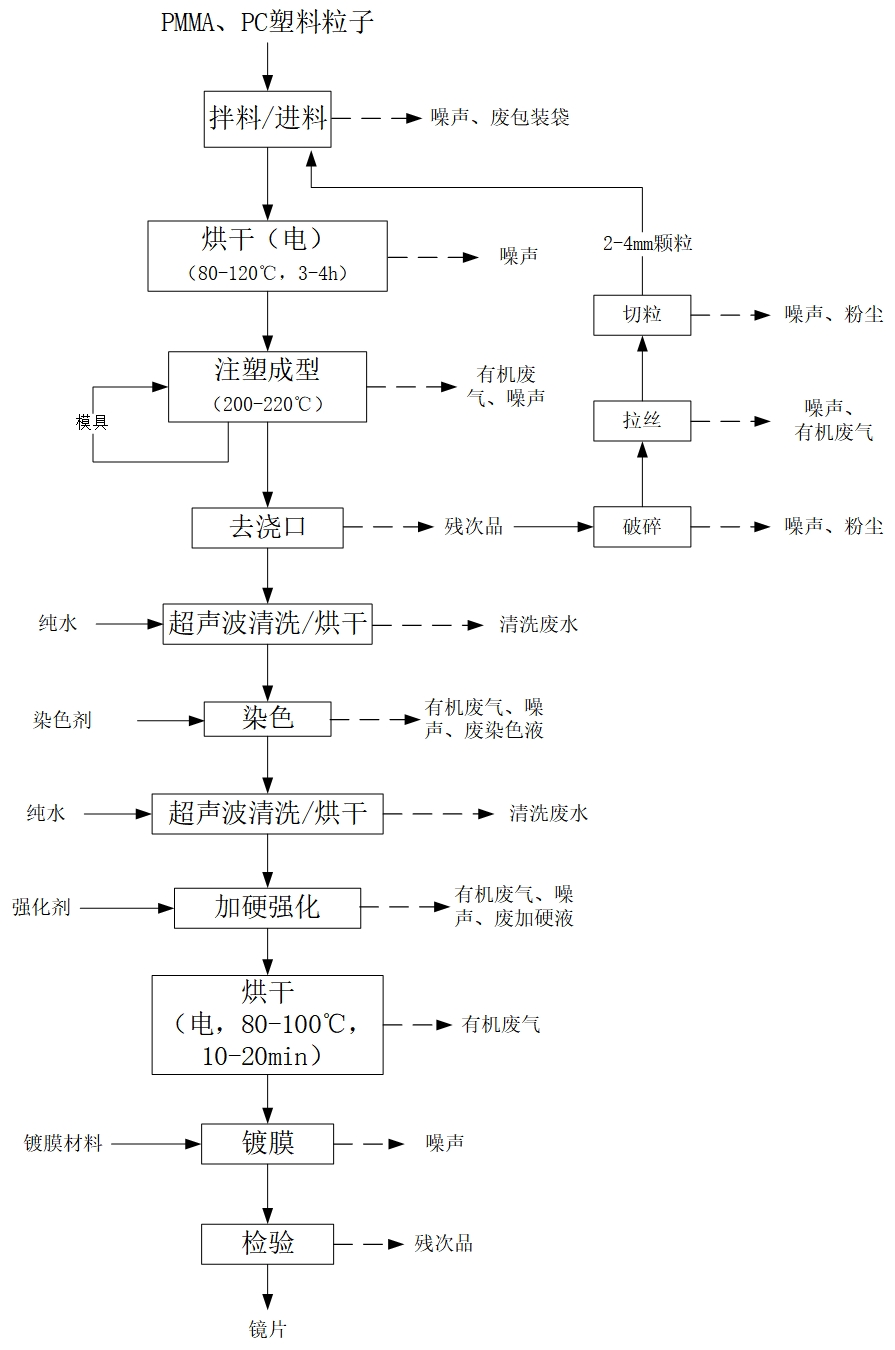 PMMA、PC塑料粒子
拌料/进料
噪声、废包装袋
烘干（电）
（80-120℃，3-4h）
噪声
2-4mm颗粒
切粒
噪声、粉尘
注塑成型
（200-220℃）
有机废
气、噪声
模具
拉丝
噪声、
有机废气
去浇口
残次品
破碎
噪声、粉尘
纯水
超声波清洗/烘干
清洗废水
染色剂
染色
有机废气、噪
声、废染色液
纯水
超声波清洗/烘干
清洗废水
强化剂
加硬强化
有机废气、噪
声、废加硬液
烘干
（电，80-100℃，
10-20min）
有机废气
镀膜材料
镀膜
噪声
检验
残次品
镜片